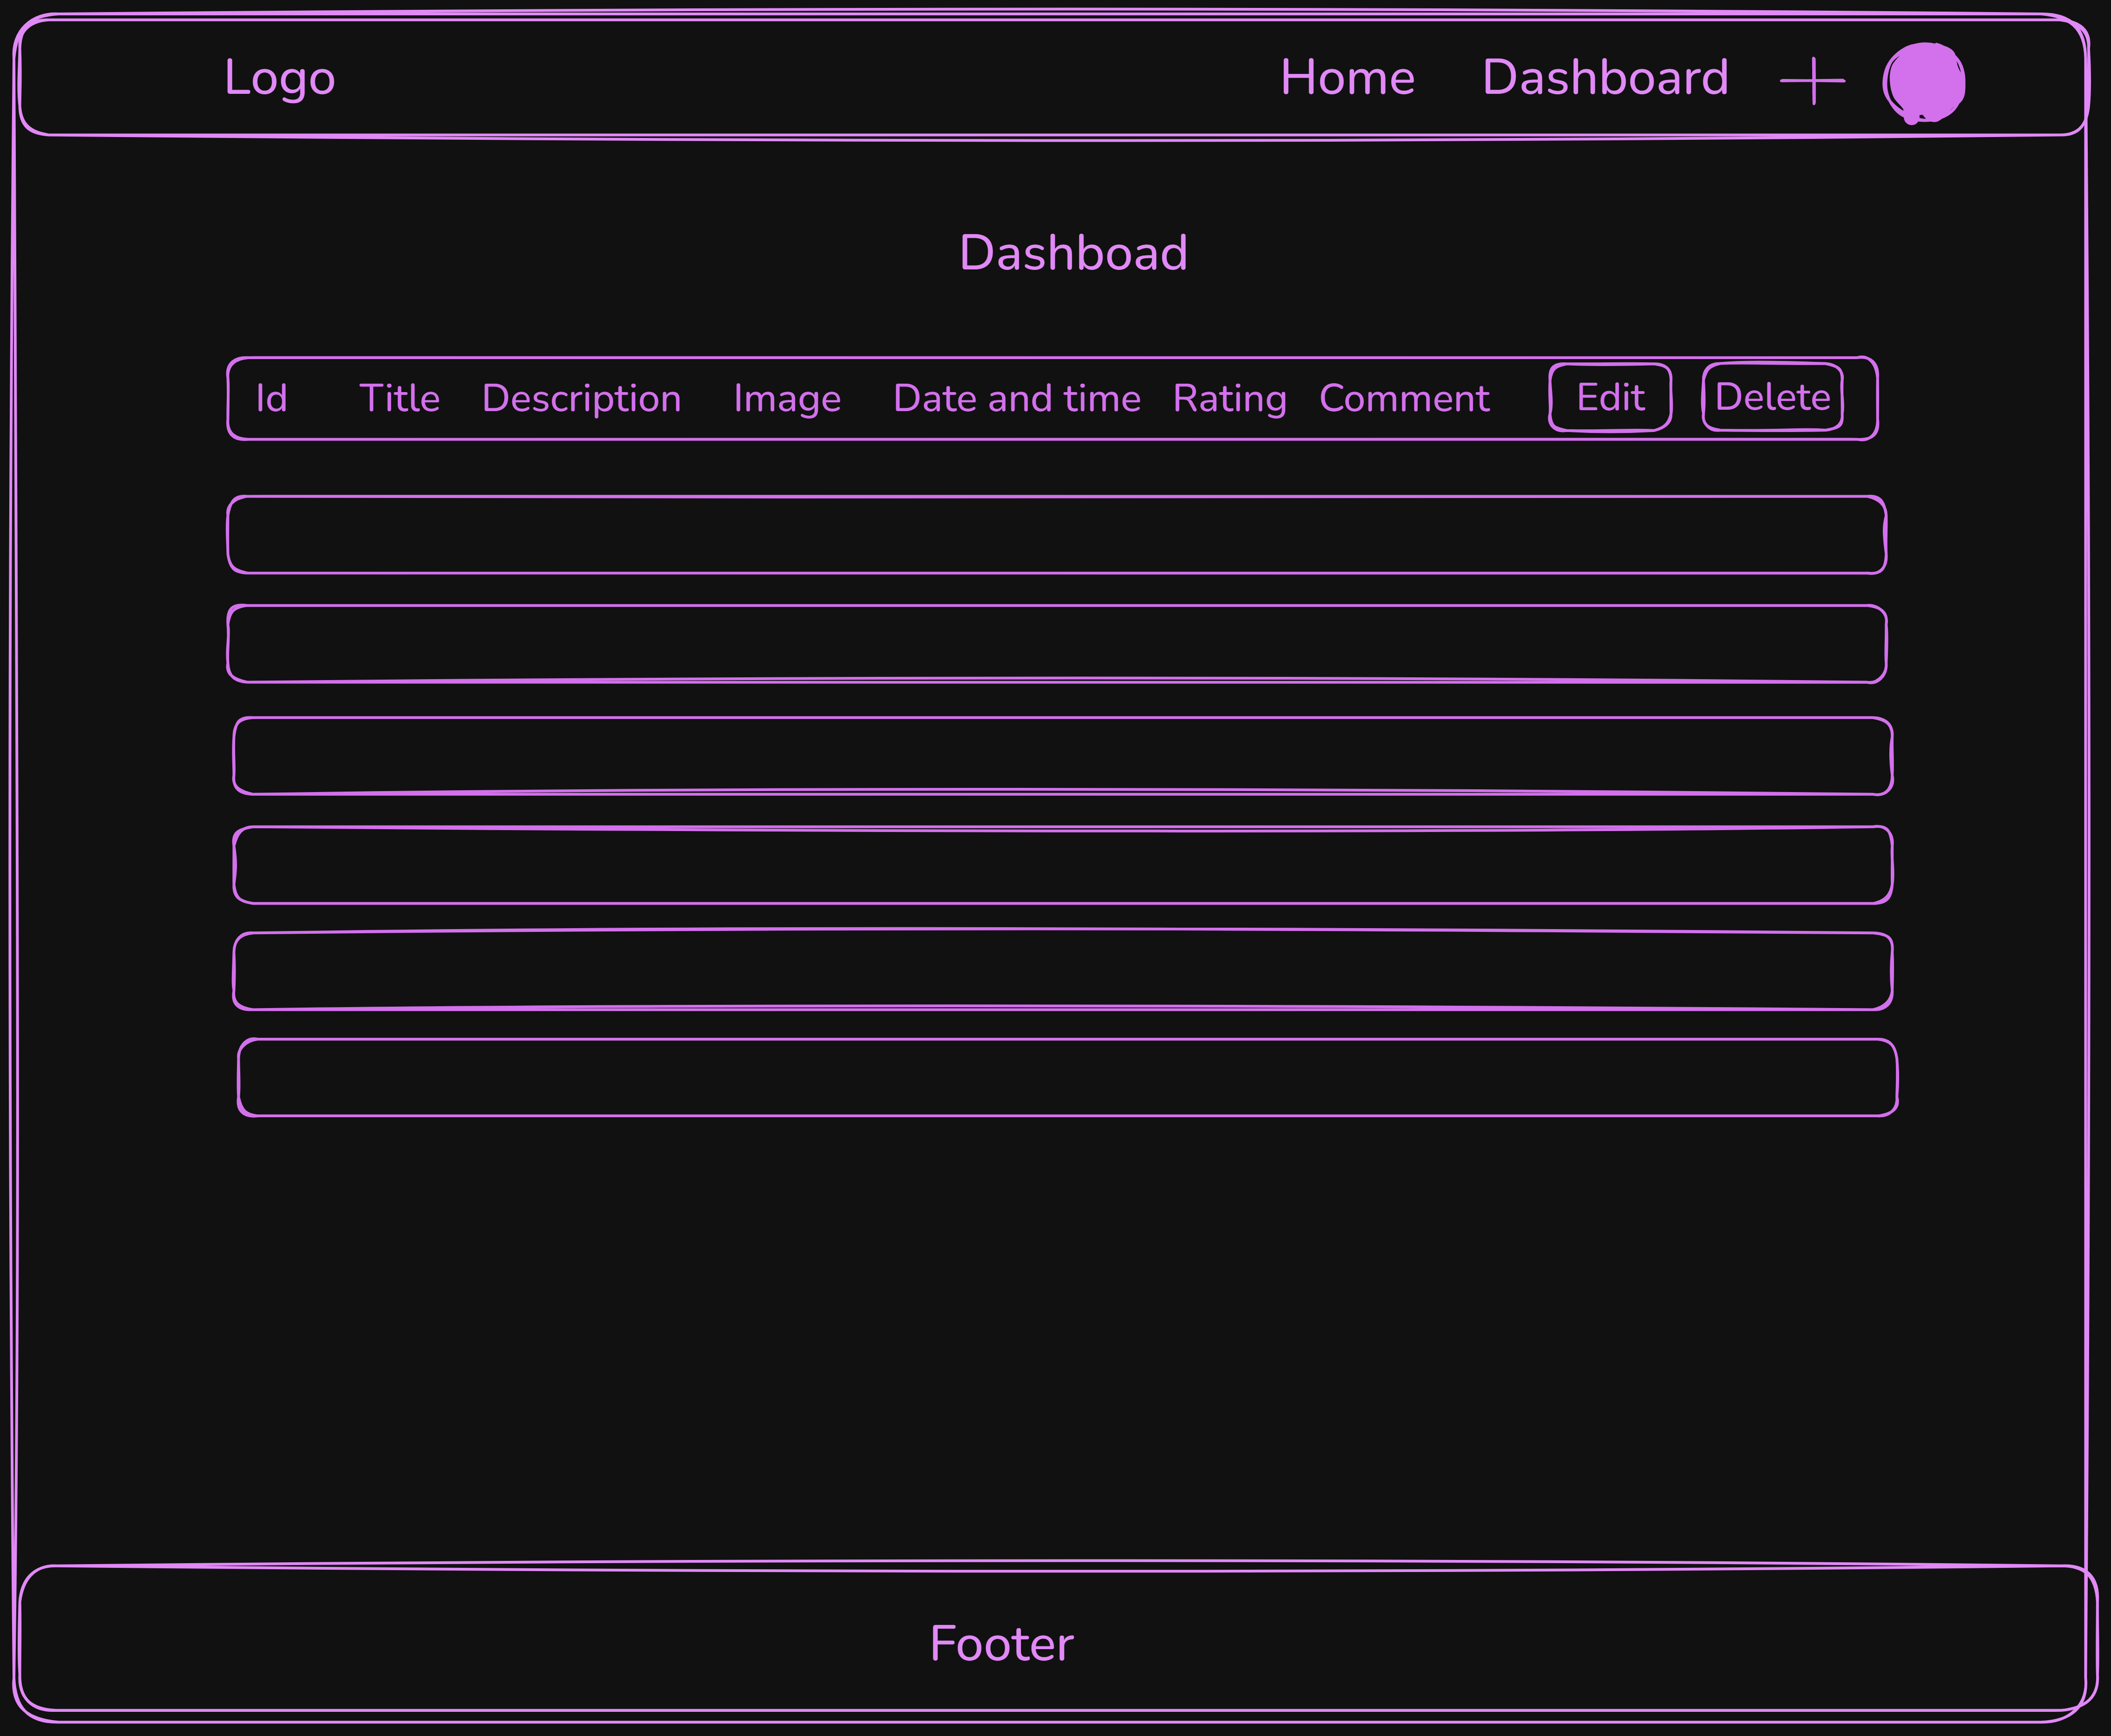 Logo Home Dashboard
Dashboad
Id Title Description Image Date and time Rating Comment Edit Delete
Footer